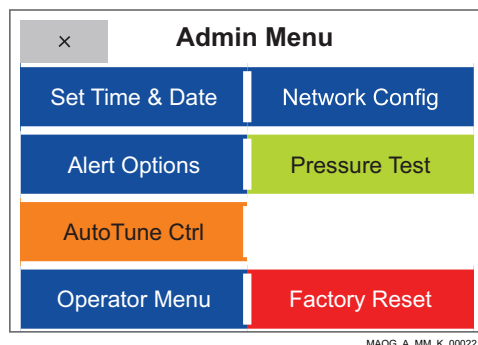 × Admin Menu
Set Time & Date Network Config
Alert Options Pressure Test
AutoTune Ctrl
Operator Menu Factory Reset
MAOG_A_MM_K_00022